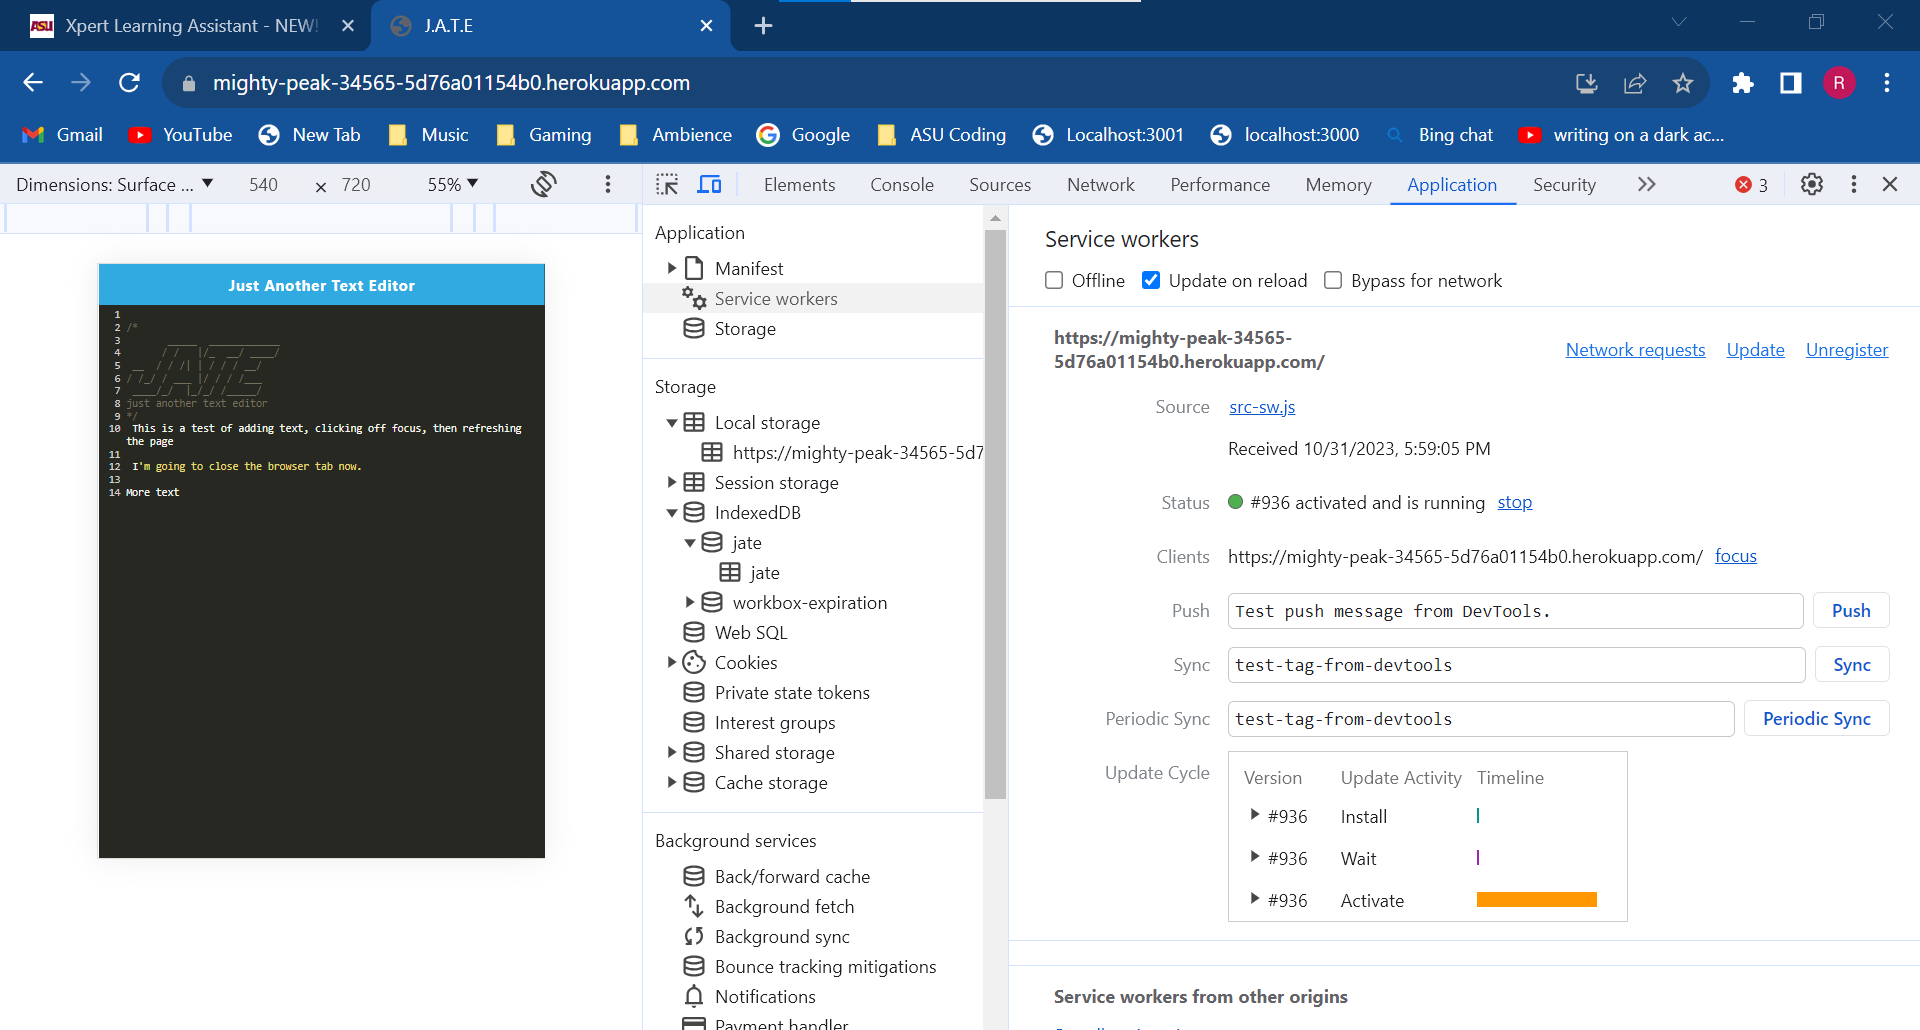 ASU Xpert Learning Assistant - NEW!
J.A.T.E
mighty-peak-34565-5d76a01154b0.herokuapp.com
R
Gmail YouTube New Tab Music Gaming Ambience Google ASU Coding Localhost:3001 localhost:3000 Bing chat writing on a dark ac...
Dimensions: Surface ... 540 × 720 55%
Elements Console Sources Network Performance Memory Application Security 3
Just Another Text Editor
1
2 /*
3       _____  ___________
4      / /   |/_  __/ ____/
5  __  / / /| | / / / __/
6 / /_/ / ___ |/ / / /___
7 ____/_/  |_/_/ /_____/
8 just another text editor
9 */
10 This is a test of adding text, clicking off focus, then refreshing
the page
11
12 I'm going to close the browser tab now.
13
14 More text
Application
Manifest
Service workers
Storage
Storage
Local storage
https://mighty-peak-34565-5d7
Session storage
IndexedDB
jate
jate
workbox-expiration
Web SQL
Cookies
Private state tokens
Interest groups
Shared storage
Cache storage
Background services
Back/forward cache
Background fetch
Background sync
Bounce tracking mitigations
Notifications
Payment handler
Service workers
Offline Update on reload Bypass for network
https://mighty-peak-34565-
5d76a01154b0.herokuapp.com/
Network requests Update Unregister
Source src-sw.js
Received 10/31/2023, 5:59:05 PM
Status #936 activated and is running stop
Clients https://mighty-peak-34565-5d76a01154b0.herokuapp.com/ focus
Push Test push message from DevTools. Push
Sync test-tag-from-devtools Sync
Periodic Sync test-tag-from-devtools Periodic Sync
Update Cycle
Version Update Activity Timeline
#936 Install
#936 Wait
#936 Activate
Service workers from other origins